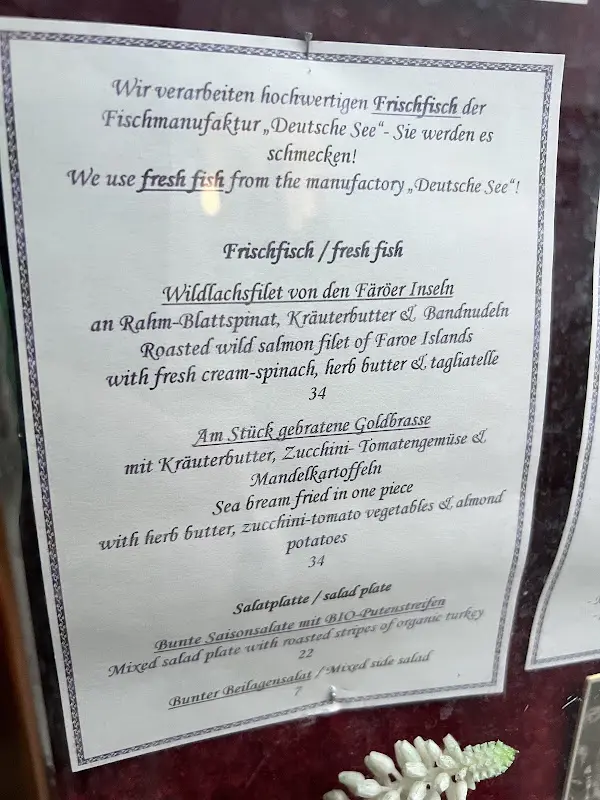 Wir verarbeiten hochwertigen Frischfisch der
Fischmanufaktur „Deutsche See"- Sie werden es
schmecken!
We use fresh fish from the manufactory „Deutsche See"!
Frischfisch / fresh fish
Wildlachsfilet von den Färöer Inseln
an Rahm-Blattspinat, Kräuterbutter & Bandnudeln
Roasted wild salmon filet of Faroe Islands
with fresh cream-spinach, herb butter & tagliatelle
34
Am Stück gebratene Goldbrasse
mit Kräuterbutter, Zucchini- Tomatengemüse &
Mandelkartoffeln
Sea bream fried in one piece
with herb butter, zucchini-tomato vegetables & almond
potatoes
34
Salatplatte / salad plate
Bunte Saisonsalate mit BIO-Putenstreifen
Mixed salad plate with roasted stripes of organic turkey
22
Bunter Beilagensalat / Mixed side salad
7